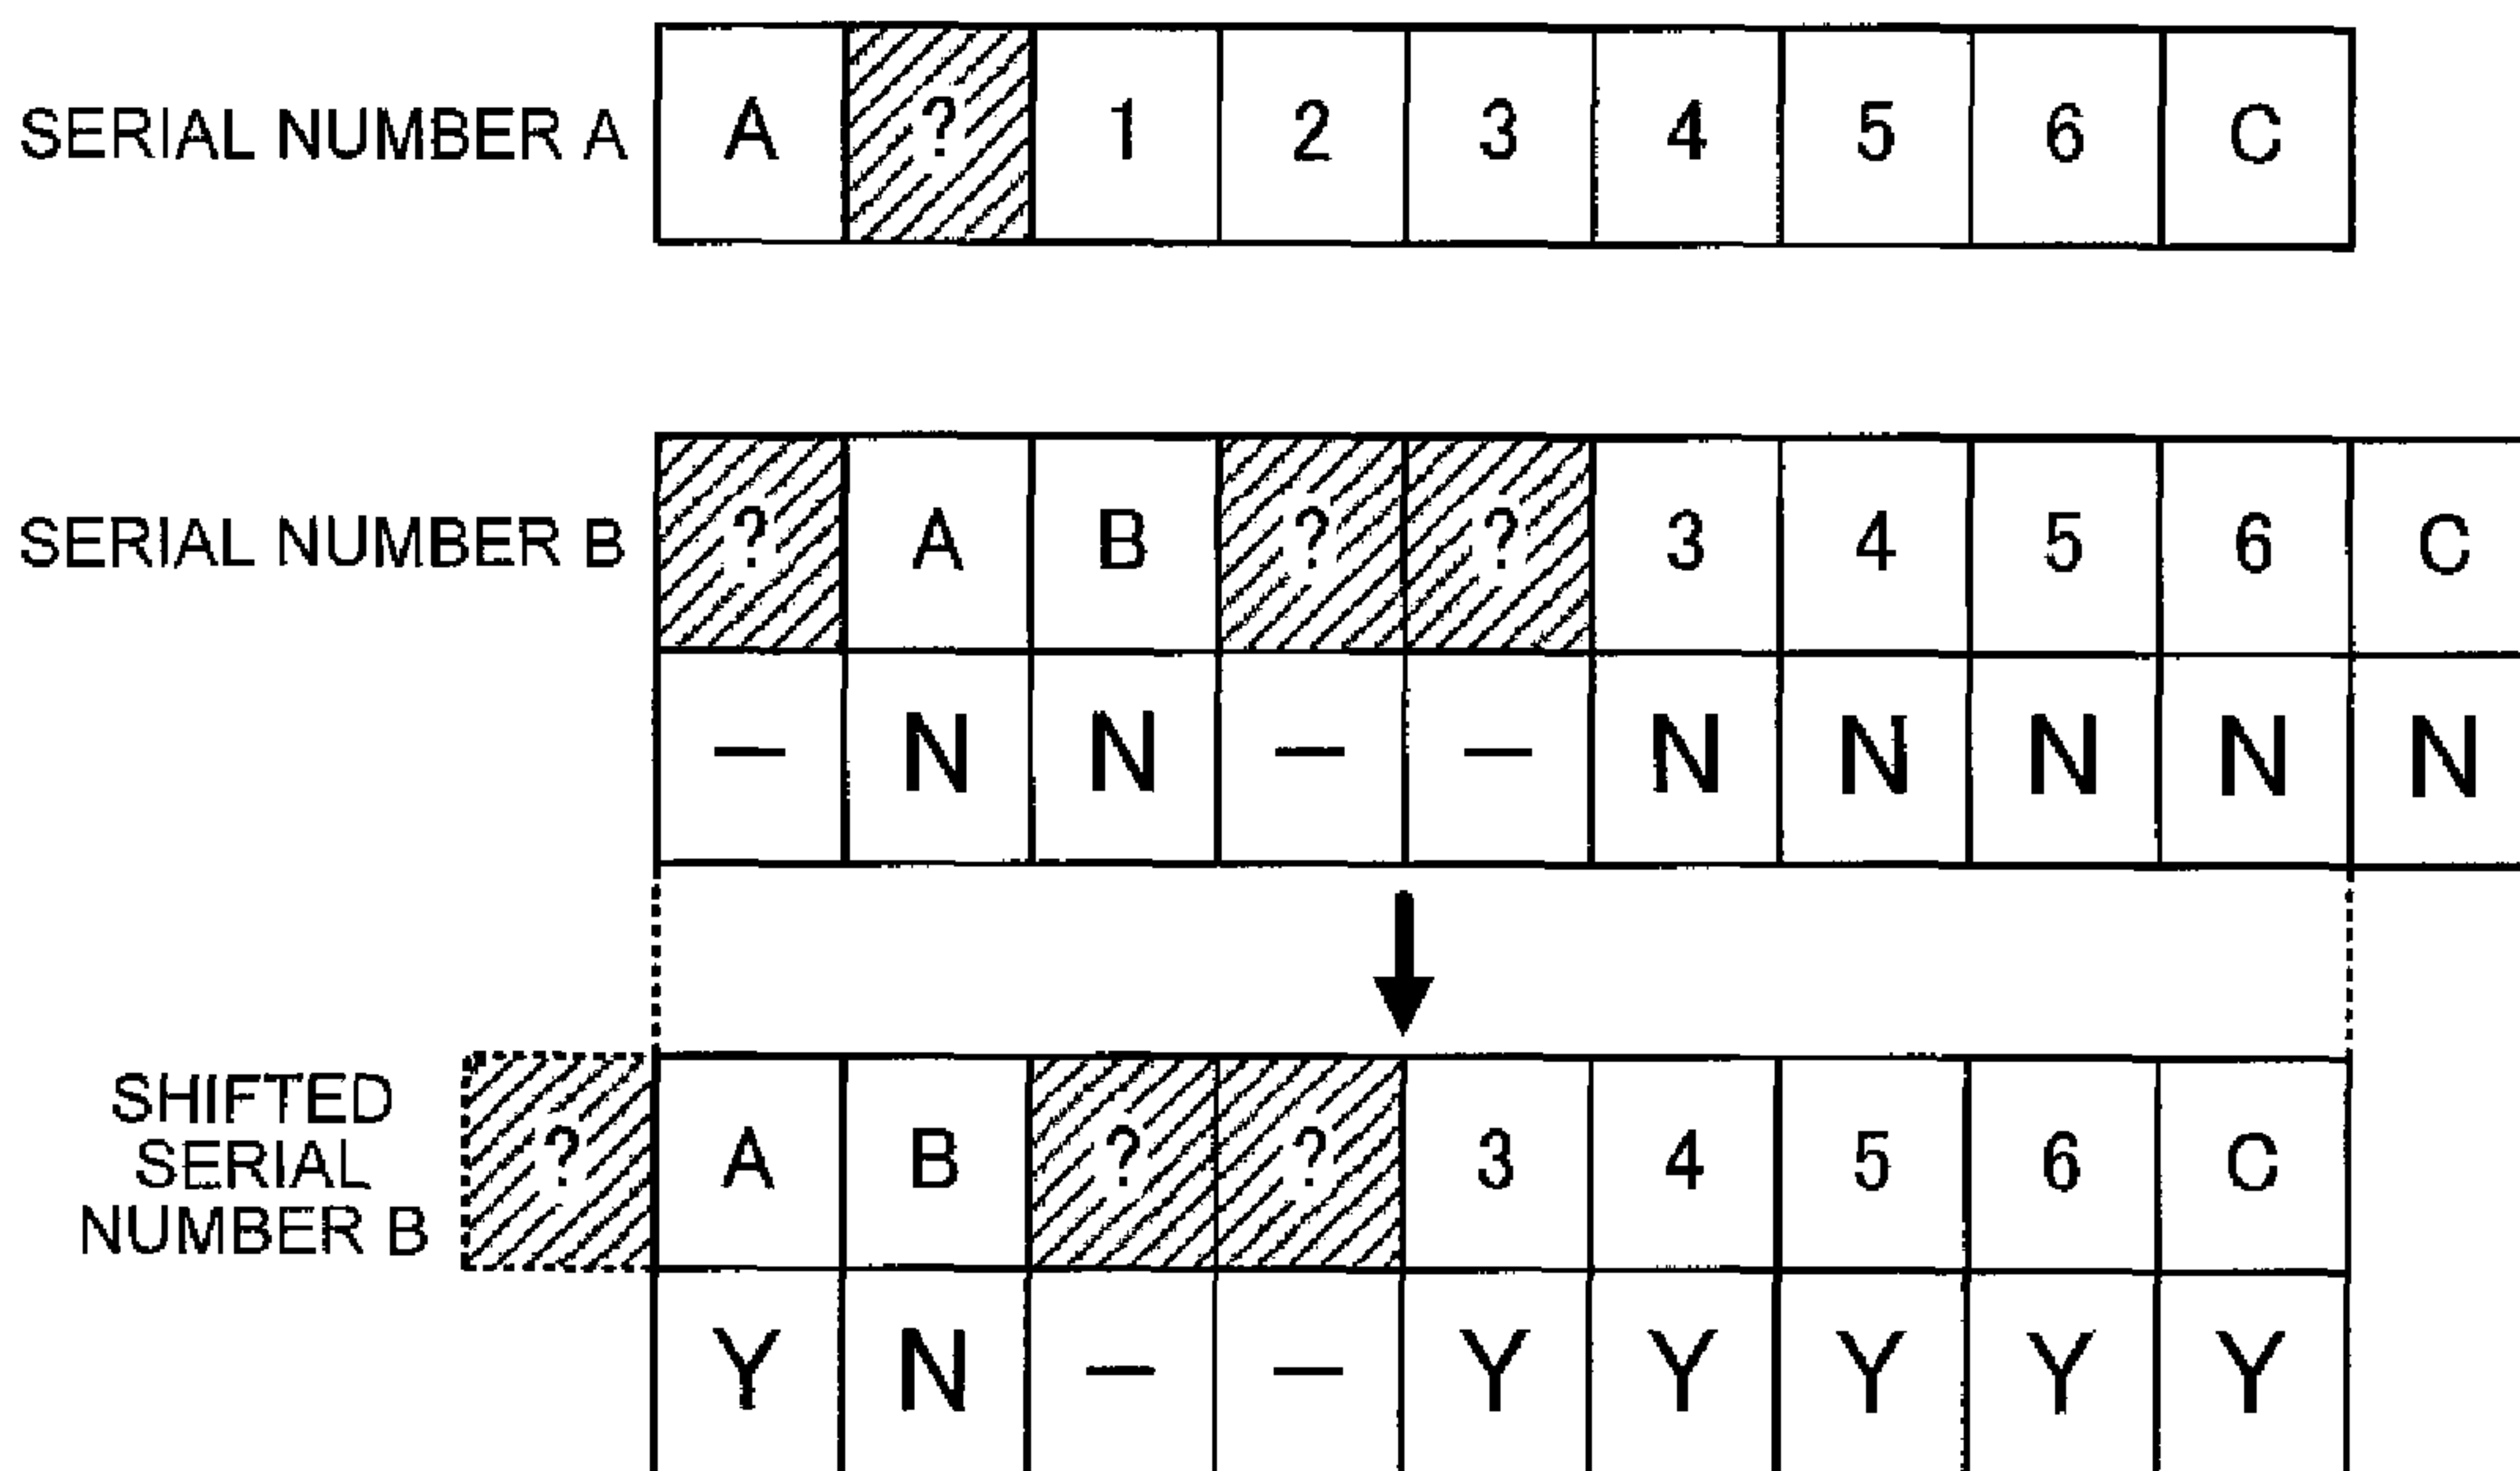 SERIAL NUMBER A A ? 1 2 3 4 5 6 C
SERIAL NUMBER B ? A B ? ? 3 4 5 6 C
— N N — — N N N N N
SHIFTED
SERIAL
NUMBER B
? A B ? ? 3 4 5 6 C
Y N — — Y Y Y Y Y